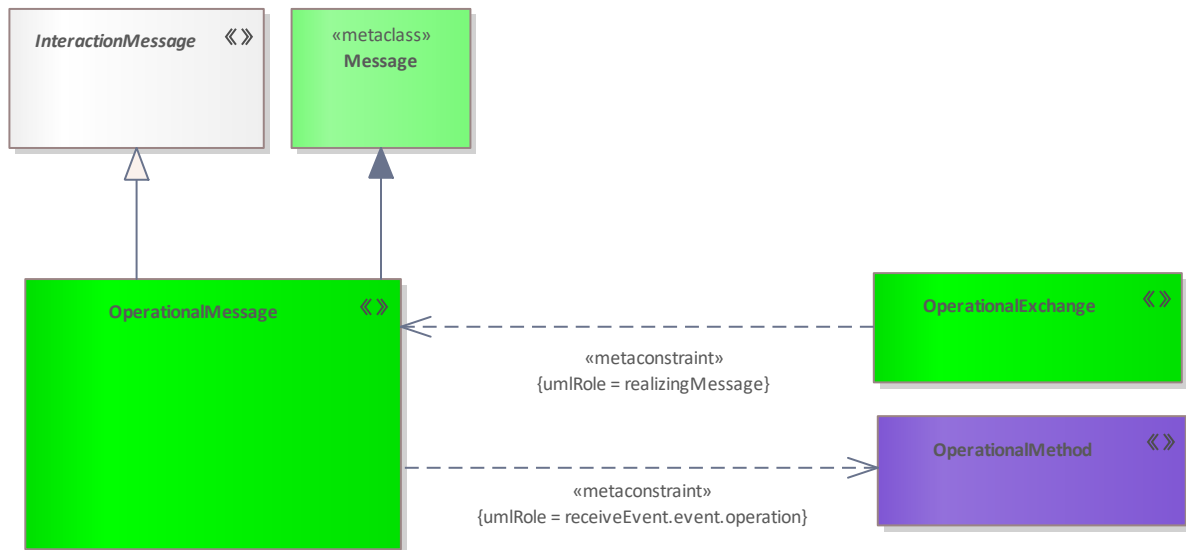 InteractionMessage
«»
«metaclass»
Message
OperationalMessage
«»
OperationalExchange
«»
«metaconstraint»
{umlRole = realizingMessage}
OperationalMethod
«»
«metaconstraint»
{umlRole = receiveEvent.event.operation}